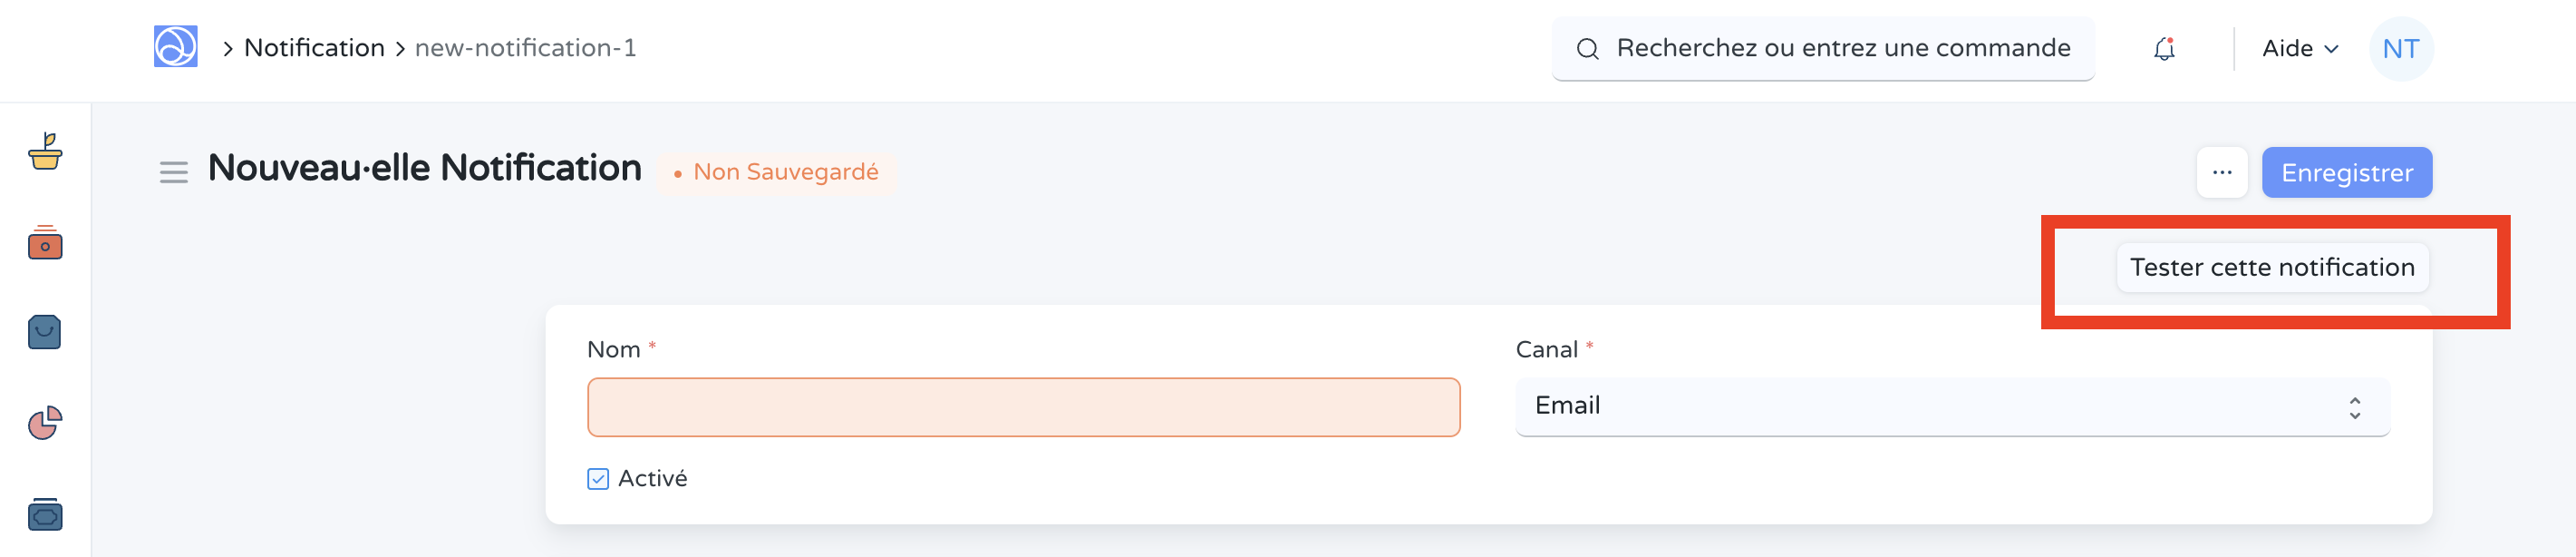 Notification new-notification-1
Recherchez ou entrez une commande
Aide
NT
Nouveau·elle Notification
Non Sauvegardé
...
Enregistrer
Tester cette notification
Nom *
Canal *
Email
Activé